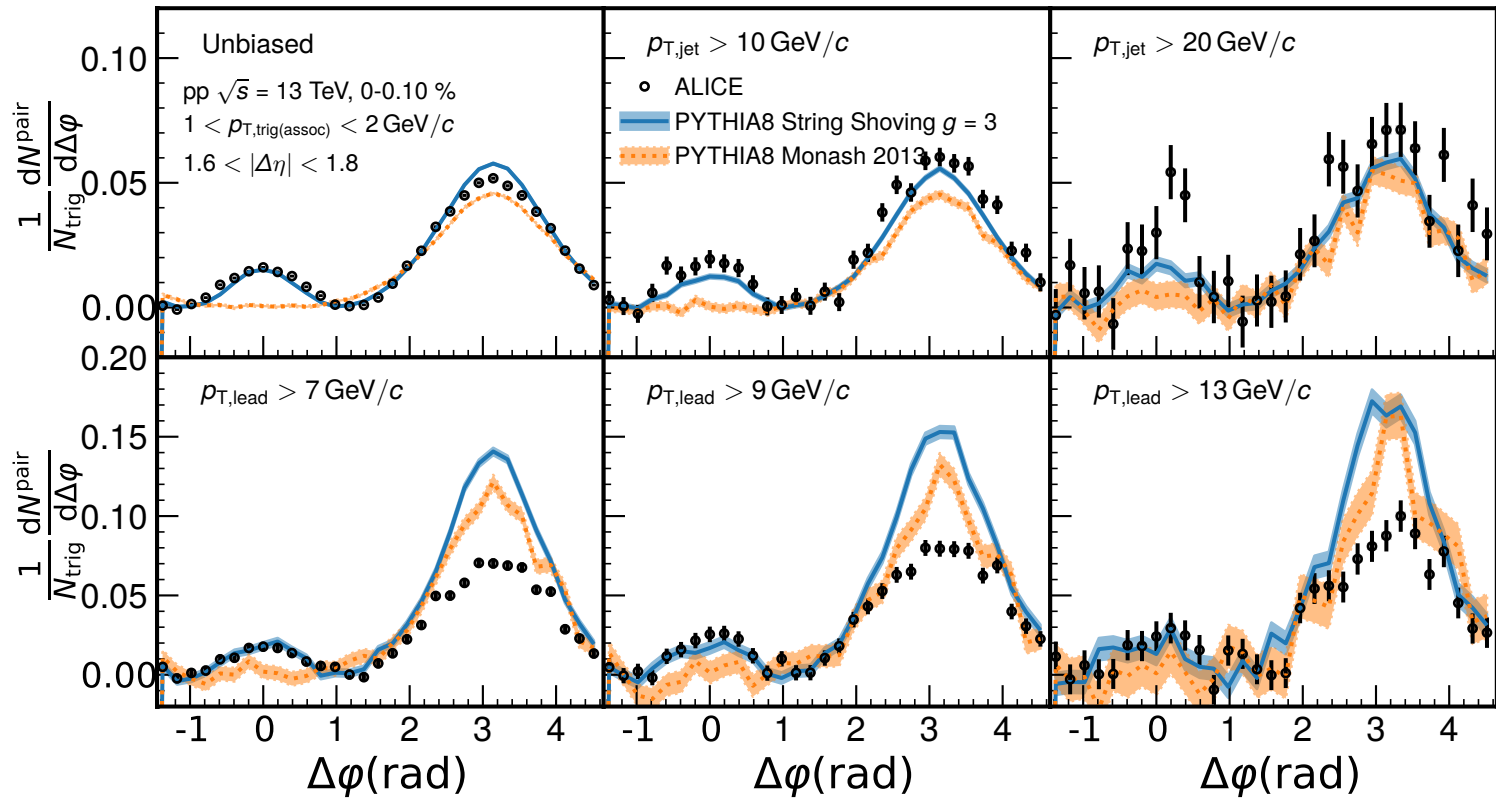 Unbiased
pp √s = 13 TeV, 0-0.10 %
1 < pT,trig(assoc) < 2 GeV/c
1.6 < |Δη| < 1.8
pT,jet > 10 GeV/c
ALICE
PYTHIA8 String Shoving g = 3
PYTHIA8 Monash 2013
pT,jet > 20 GeV/c
1/Ntrig dNpair/dΔφ
0.10
0.05
0.00
pT,lead > 7 GeV/c
pT,lead > 9 GeV/c
pT,lead > 13 GeV/c
1/Ntrig dNpair/dΔφ
0.20
0.15
0.10
0.05
0.00
-1 0 1 2 3 4
-1 0 1 2 3 4
-1 0 1 2 3 4
Δφ(rad)
Δφ(rad)
Δφ(rad)